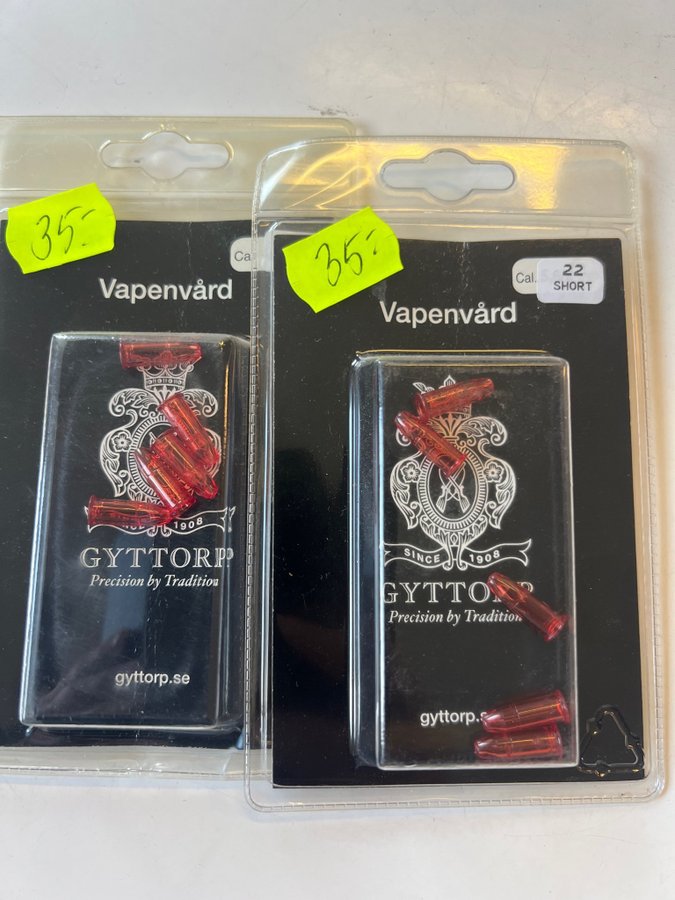 35:-
Ca
Vapenvård
SINCE 1908
GYTTORP
Precision by Tradition
gyttorp.se
35:-
Cal.
22
SHORT
Vapenvård
SINCE 1908
GYTTORP
Precision by Tradition
gyttorp.se